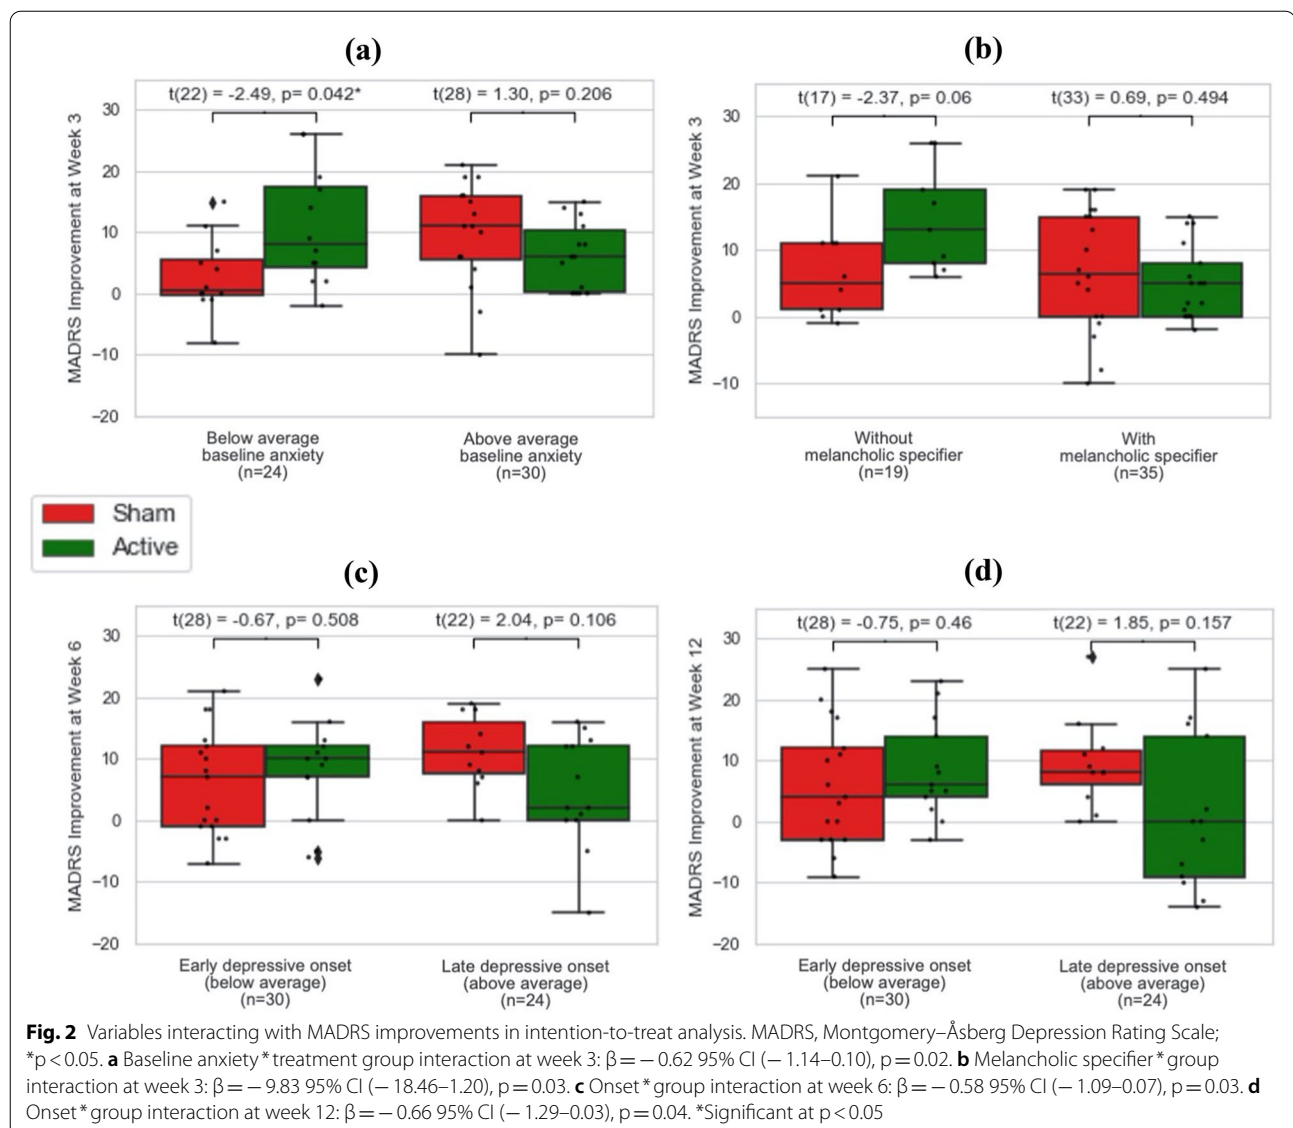 (a)
t(22) = -2.49, p= 0.042*
t(28) = 1.30, p= 0.206
MADRS Improvement at Week 3
30
20
10
0
−10
−20
Below average
baseline anxiety
(n=24)
Above average
baseline anxiety
(n=30)
(b)
t(17) = -2.37, p= 0.06
t(33) = 0.69, p= 0.494
MADRS Improvement at Week 3
30
20
10
0
−10
Without
melancholic specifier
(n=19)
With
melancholic specifier
(n=35)
Sham
Active
(c)
t(28) = -0.67, p= 0.508
t(22) = 2.04, p= 0.106
MADRS Improvement at Week 6
30
20
10
0
−10
−20
Early depressive onset
(below average)
(n=30)
Late depressive onset
(above average)
(n=24)
(d)
t(28) = -0.75, p= 0.46
t(22) = 1.85, p= 0.157
MADRS Improvement at Week 12
30
20
10
0
−10
−20
Early depressive onset
(below average)
(n=30)
Late depressive onset
(above average)
(n=24)
Fig. 2 Variables interacting with MADRS improvements in intention-to-treat analysis. MADRS, Montgomery–Åsberg Depression Rating Scale;
*p < 0.05. a Baseline anxiety * treatment group interaction at week 3: β = − 0.62 95% CI (− 1.14–0.10), p = 0.02. b Melancholic specifier * group
interaction at week 3: β = − 9.83 95% CI (− 18.46–1.20), p = 0.03. c Onset * group interaction at week 6: β = − 0.58 95% CI (− 1.09–0.07), p = 0.03. d
Onset * group interaction at week 12: β = − 0.66 95% CI (− 1.29–0.03), p = 0.04. *Significant at p < 0.05